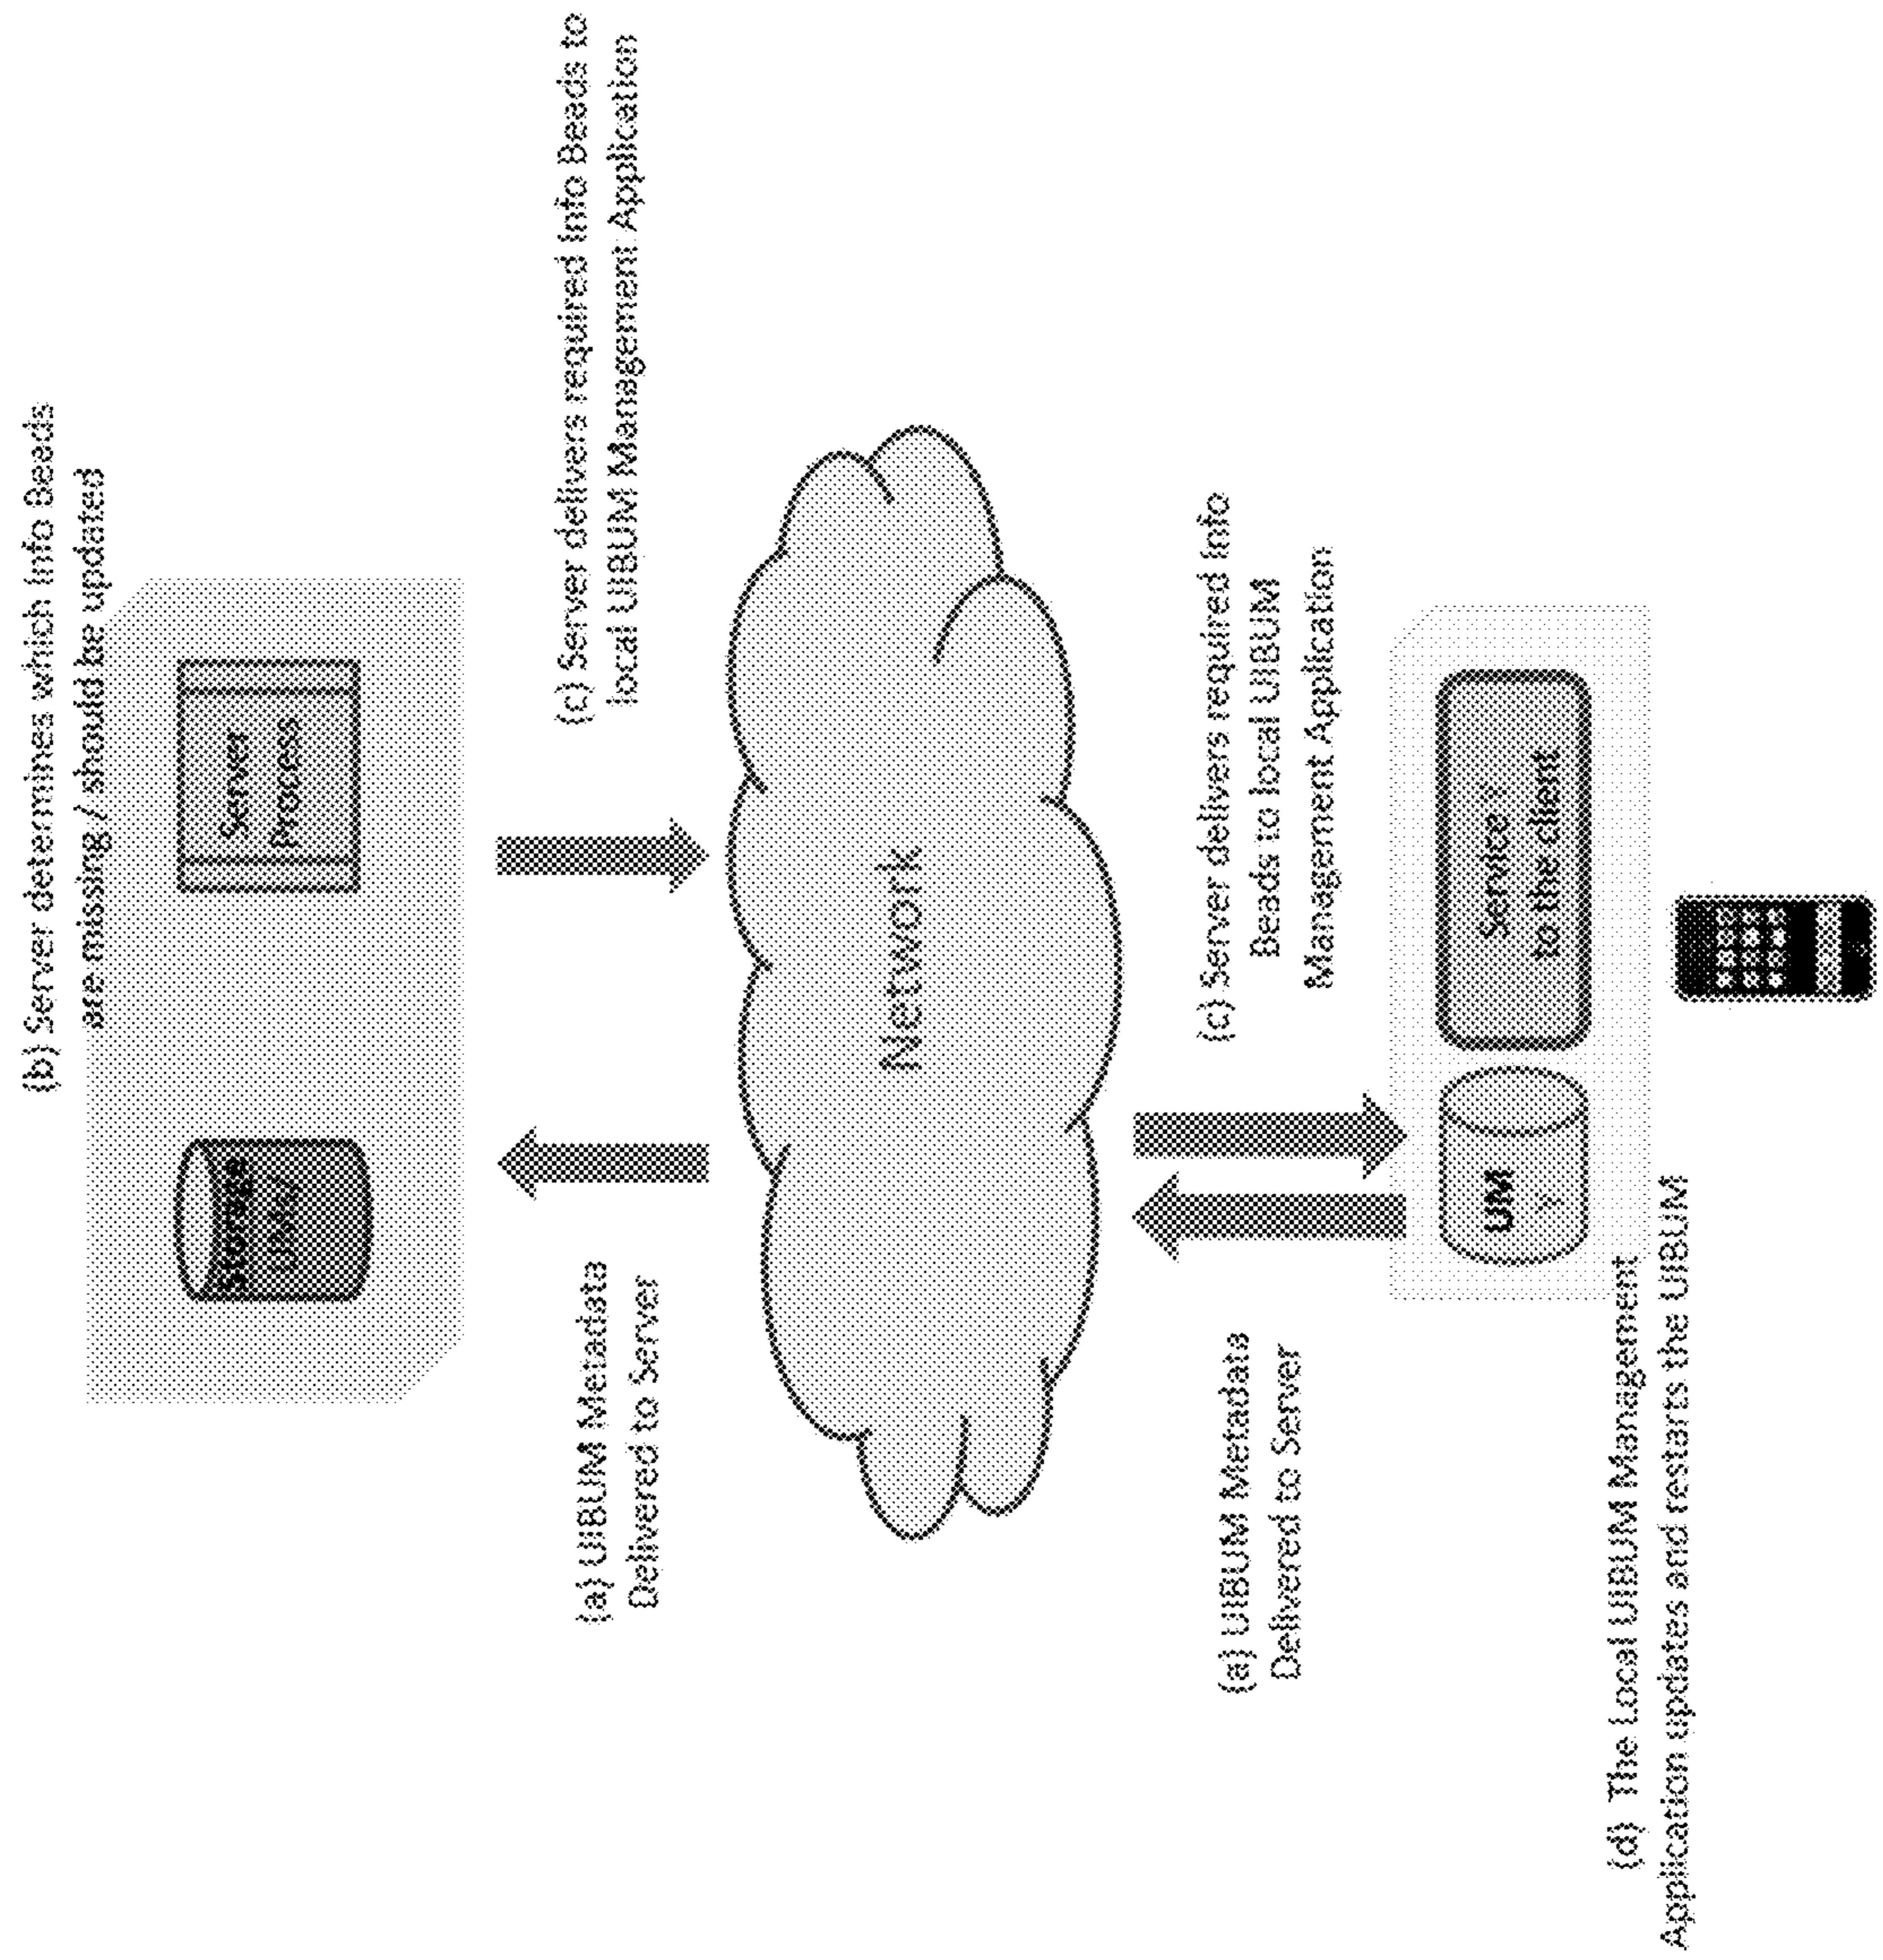 (b) Server determines which Info Beads
are missing / should be updated
Storage
UMs/
Server
Process
(a) UIBUM Metadata
Delivered to Server
(c) Server delivers required Info Beads to
local UIBUM Management Application
Network
(a) UIBUM Metadata
Delivered to Server
(c) Server delivers required Info
Beads to local UIBUM
Management Application
UM
Service
to the client
(d) The Local UIBUM Management
Application updates and restarts the UIBUM